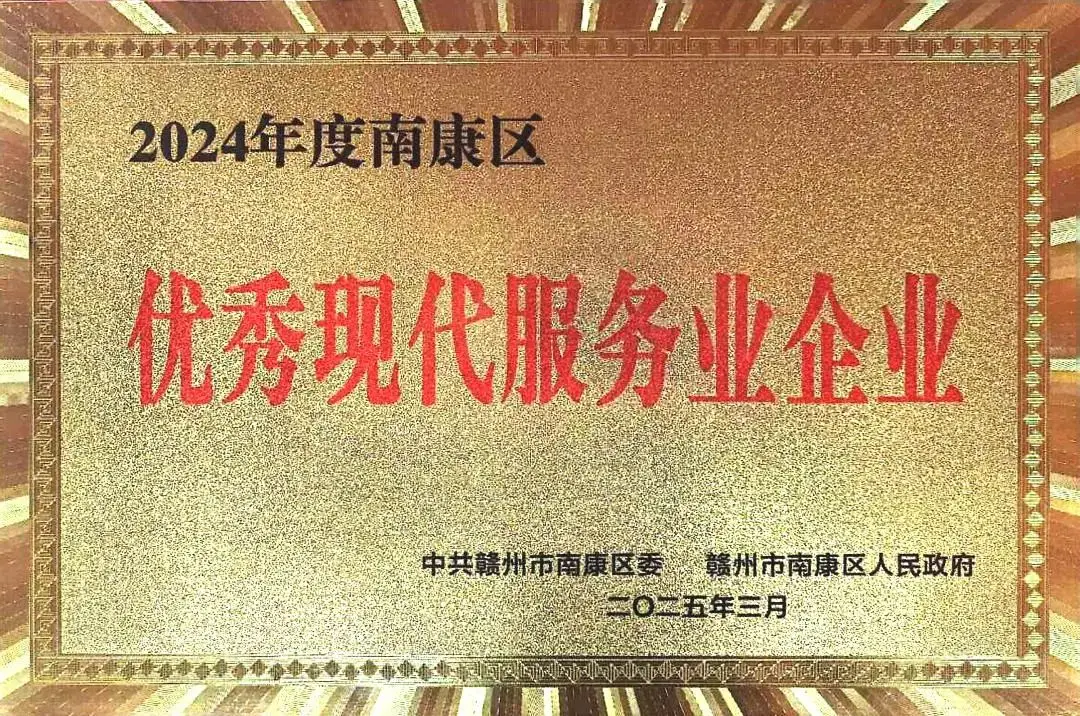 2024年度南康区
优秀现代服务业企业
中共赣州市南康区委 赣州市南康区人民政府
二〇二五年三月